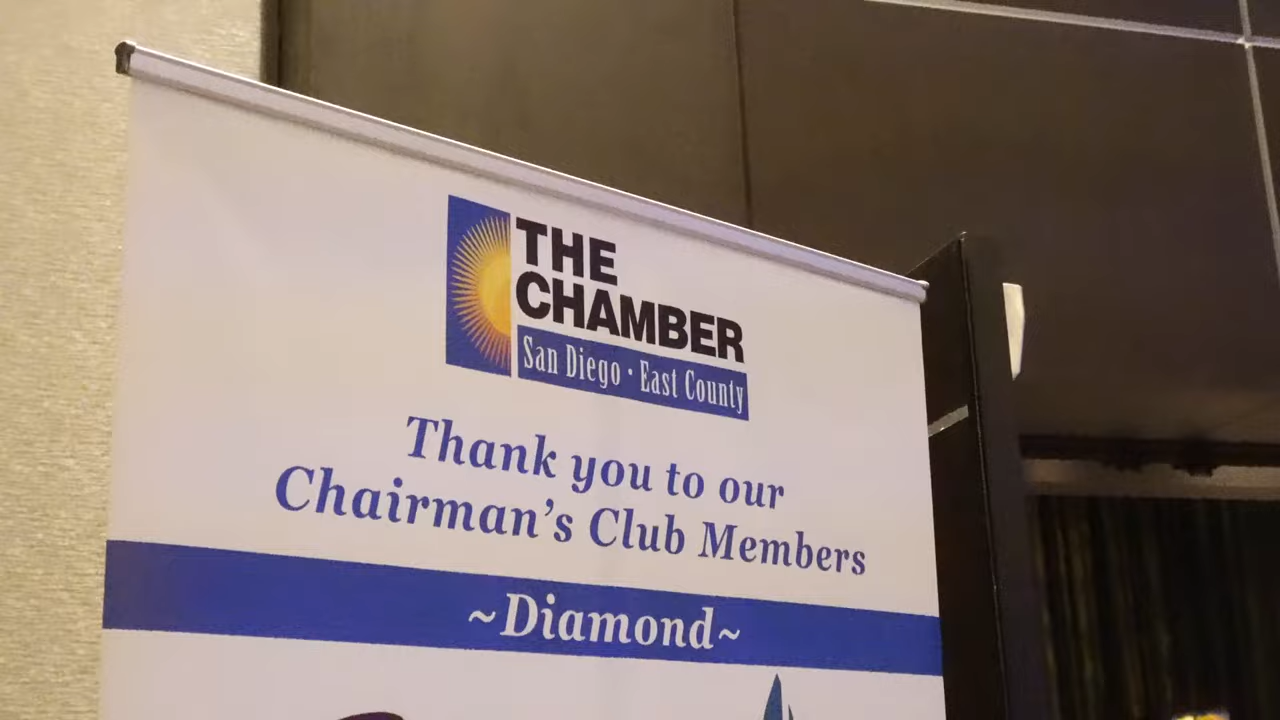 THE
CHAMBER
San Diego · East County
Thank you to our
Chairman's Club Members
~Diamond~